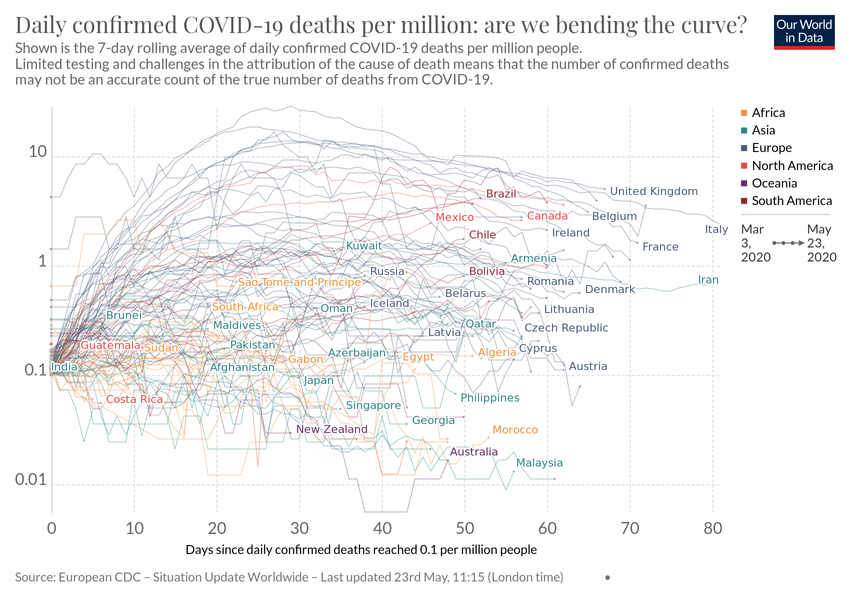 Daily confirmed COVID-19 deaths per million: are we bending the curve?
Our World
in Data
Shown is the 7-day rolling average of daily confirmed COVID-19 deaths per million people.
Limited testing and challenges in the attribution of the cause of death means that the number of confirmed deaths
may not be an accurate count of the true number of deaths from COVID-19.
Africa
Asia
Europe
North America
Oceania
South America
Mar
3,
2020
May
23,
2020
10
1
0.1
0.01
United Kingdom
Brazil
Mexico
Canada
Belgium
Italy
Ireland
Chile
Kuwait
France
Armenia
Russia
Bolivia
Sao Tome and Principe
Romania
Iran
Denmark
Belarus
South Africa
Oman
Iceland
Lithuania
Brunei
Maldives
Qatar
Czech Republic
Latvia
Guatemala
Sudan
Pakistan
Azerbaijan
Gabon
Egypt
Algeria
Cyprus
India
Afghanistan
Austria
Japan
Costa Rica
Singapore
Philippines
Georgia
New Zealand
Morocco
Australia
Malaysia
0
10
20
30
40
50
60
70
80
Days since daily confirmed deaths reached 0.1 per million people
Source: European CDC – Situation Update Worldwide – Last updated 23rd May, 11:15 (London time)